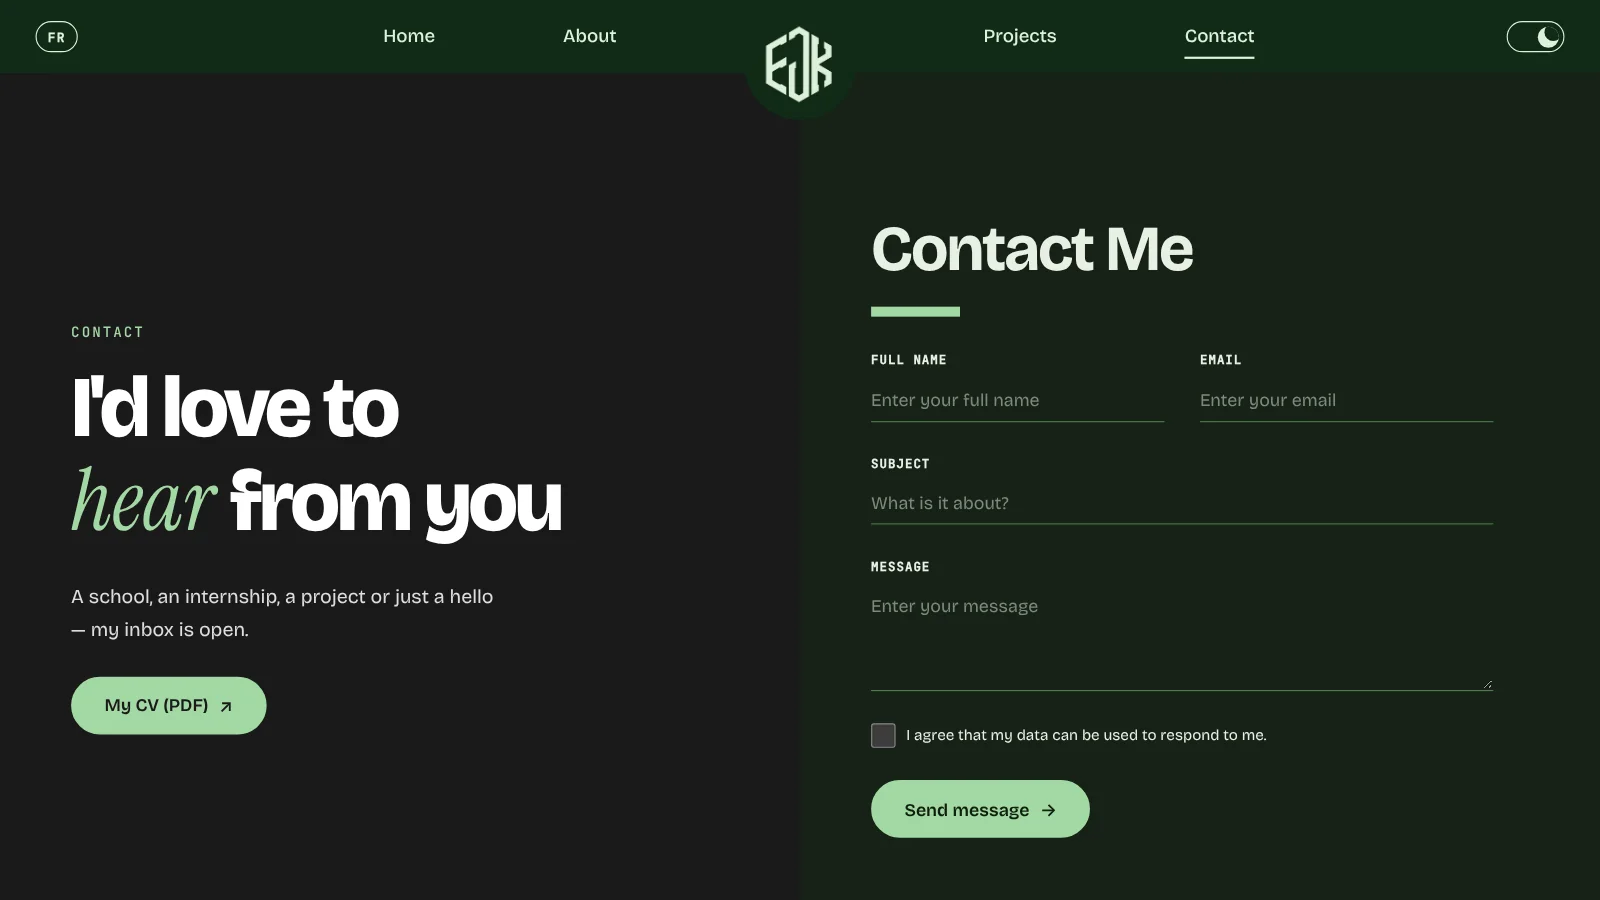 FR
Home
About
EJK
Projects
Contact
CONTACT
I'd love to
hear from you
A school, an internship, a project or just a hello
— my inbox is open.
My CV (PDF) ↗
Contact Me
FULL NAME
Enter your full name
EMAIL
Enter your email
SUBJECT
What is it about?
MESSAGE
Enter your message
I agree that my data can be used to respond to me.
Send message →